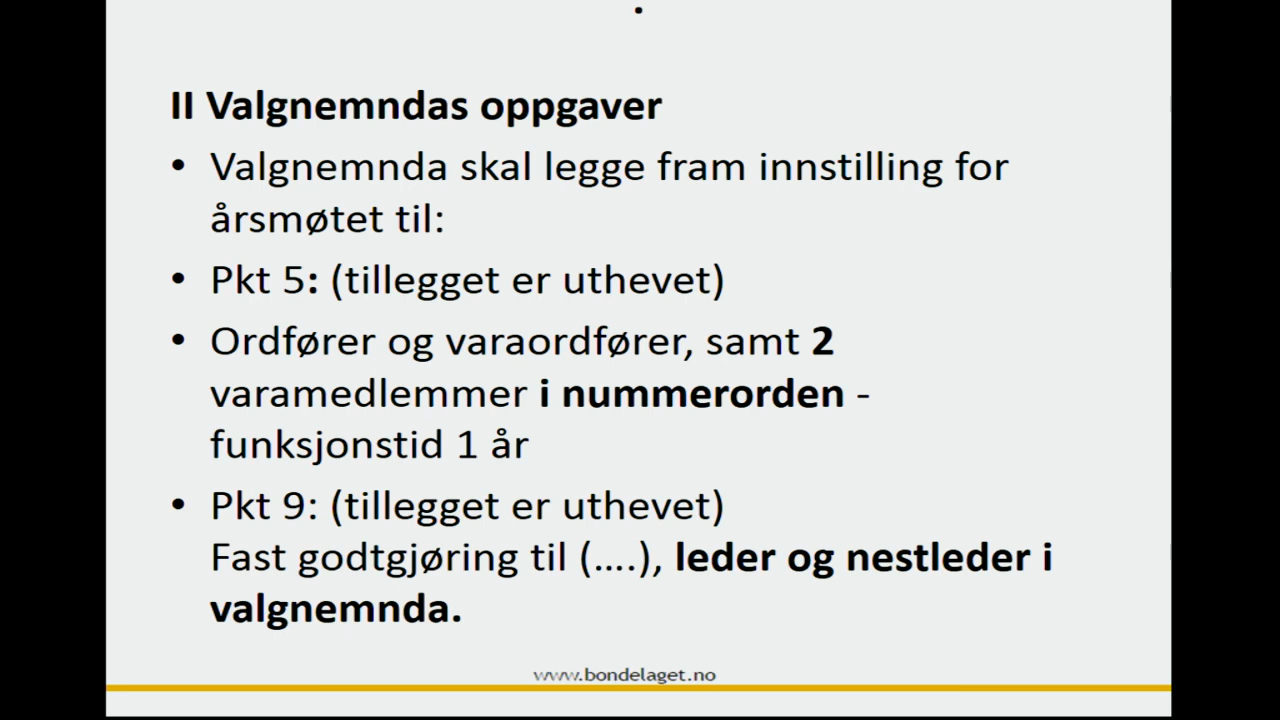 II Valgnemndas oppgaver
• Valgnemnda skal legge fram innstilling for
årsmøtet til:
• Pkt 5: (tillegget er uthevet)
• Ordfører og varaordfører, samt 2
varamedlemmer i nummerorden -
funksjonstid 1 år
• Pkt 9: (tillegget er uthevet)
Fast godtgjøring til (....), leder og nestleder i
valgnemnda.
www.bondelaget.no